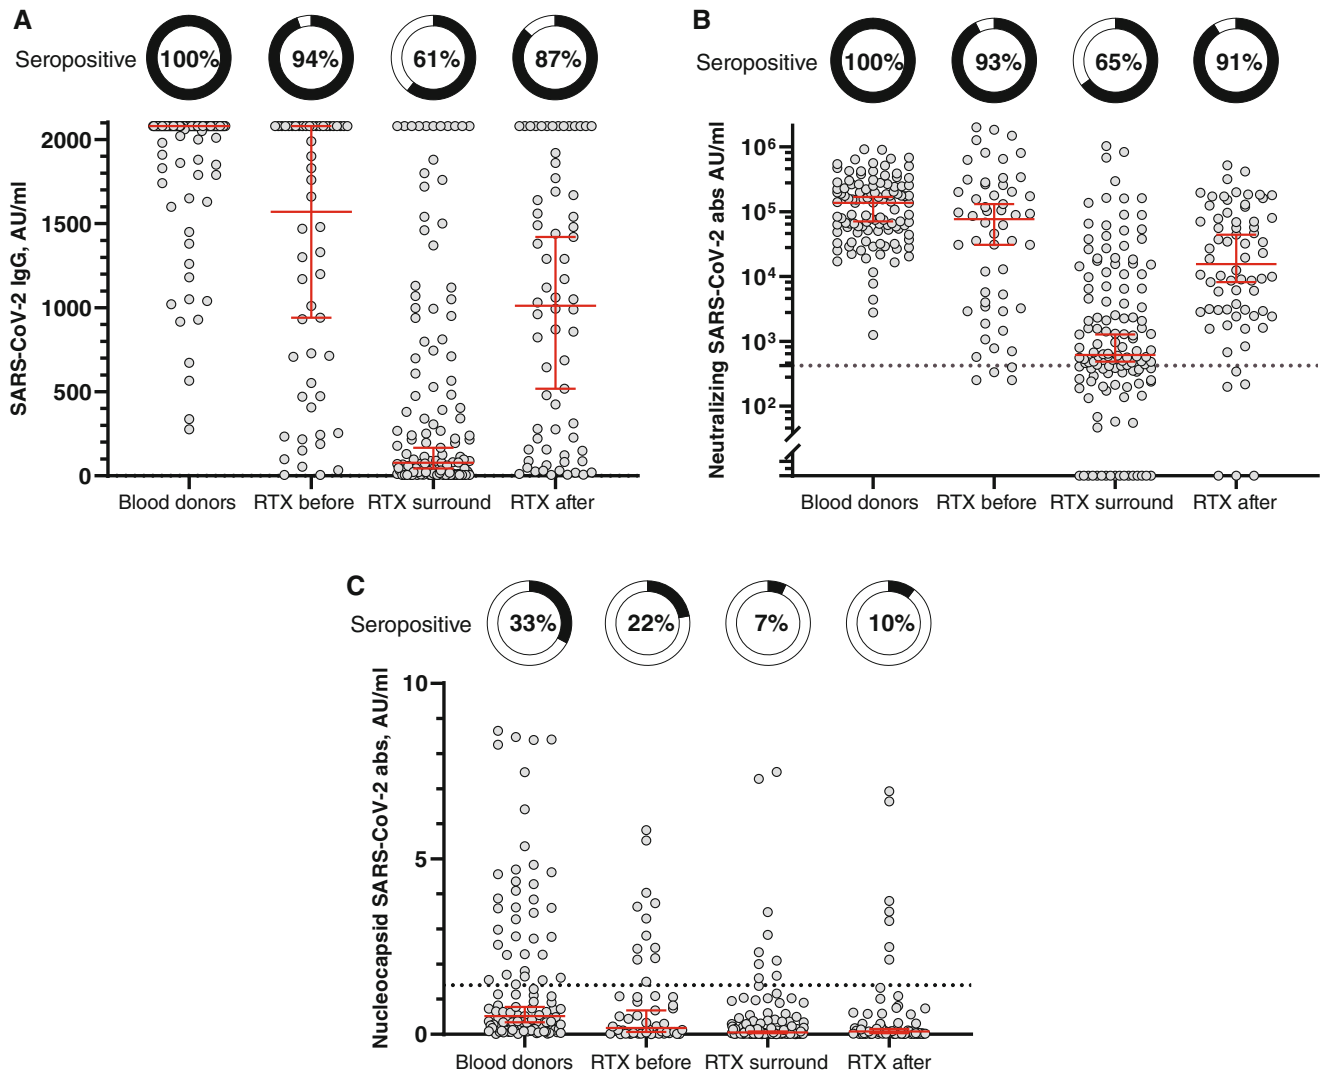 A
Seropositive 100% 94% 61% 87%
SARS-CoV-2 IgG, AU/ml
2000
1500
1000
500
0
Blood donors RTX before RTX surround RTX after
B
Seropositive 100% 93% 65% 91%
Neutralizing SARS-CoV-2 abs AU/ml
10⁶
10⁵
10⁴
10³
10²
Blood donors RTX before RTX surround RTX after
C
Seropositive 33% 22% 7% 10%
Nucleocapsid SARS-CoV-2 abs, AU/ml
10
5
0
Blood donors RTX before RTX surround RTX after